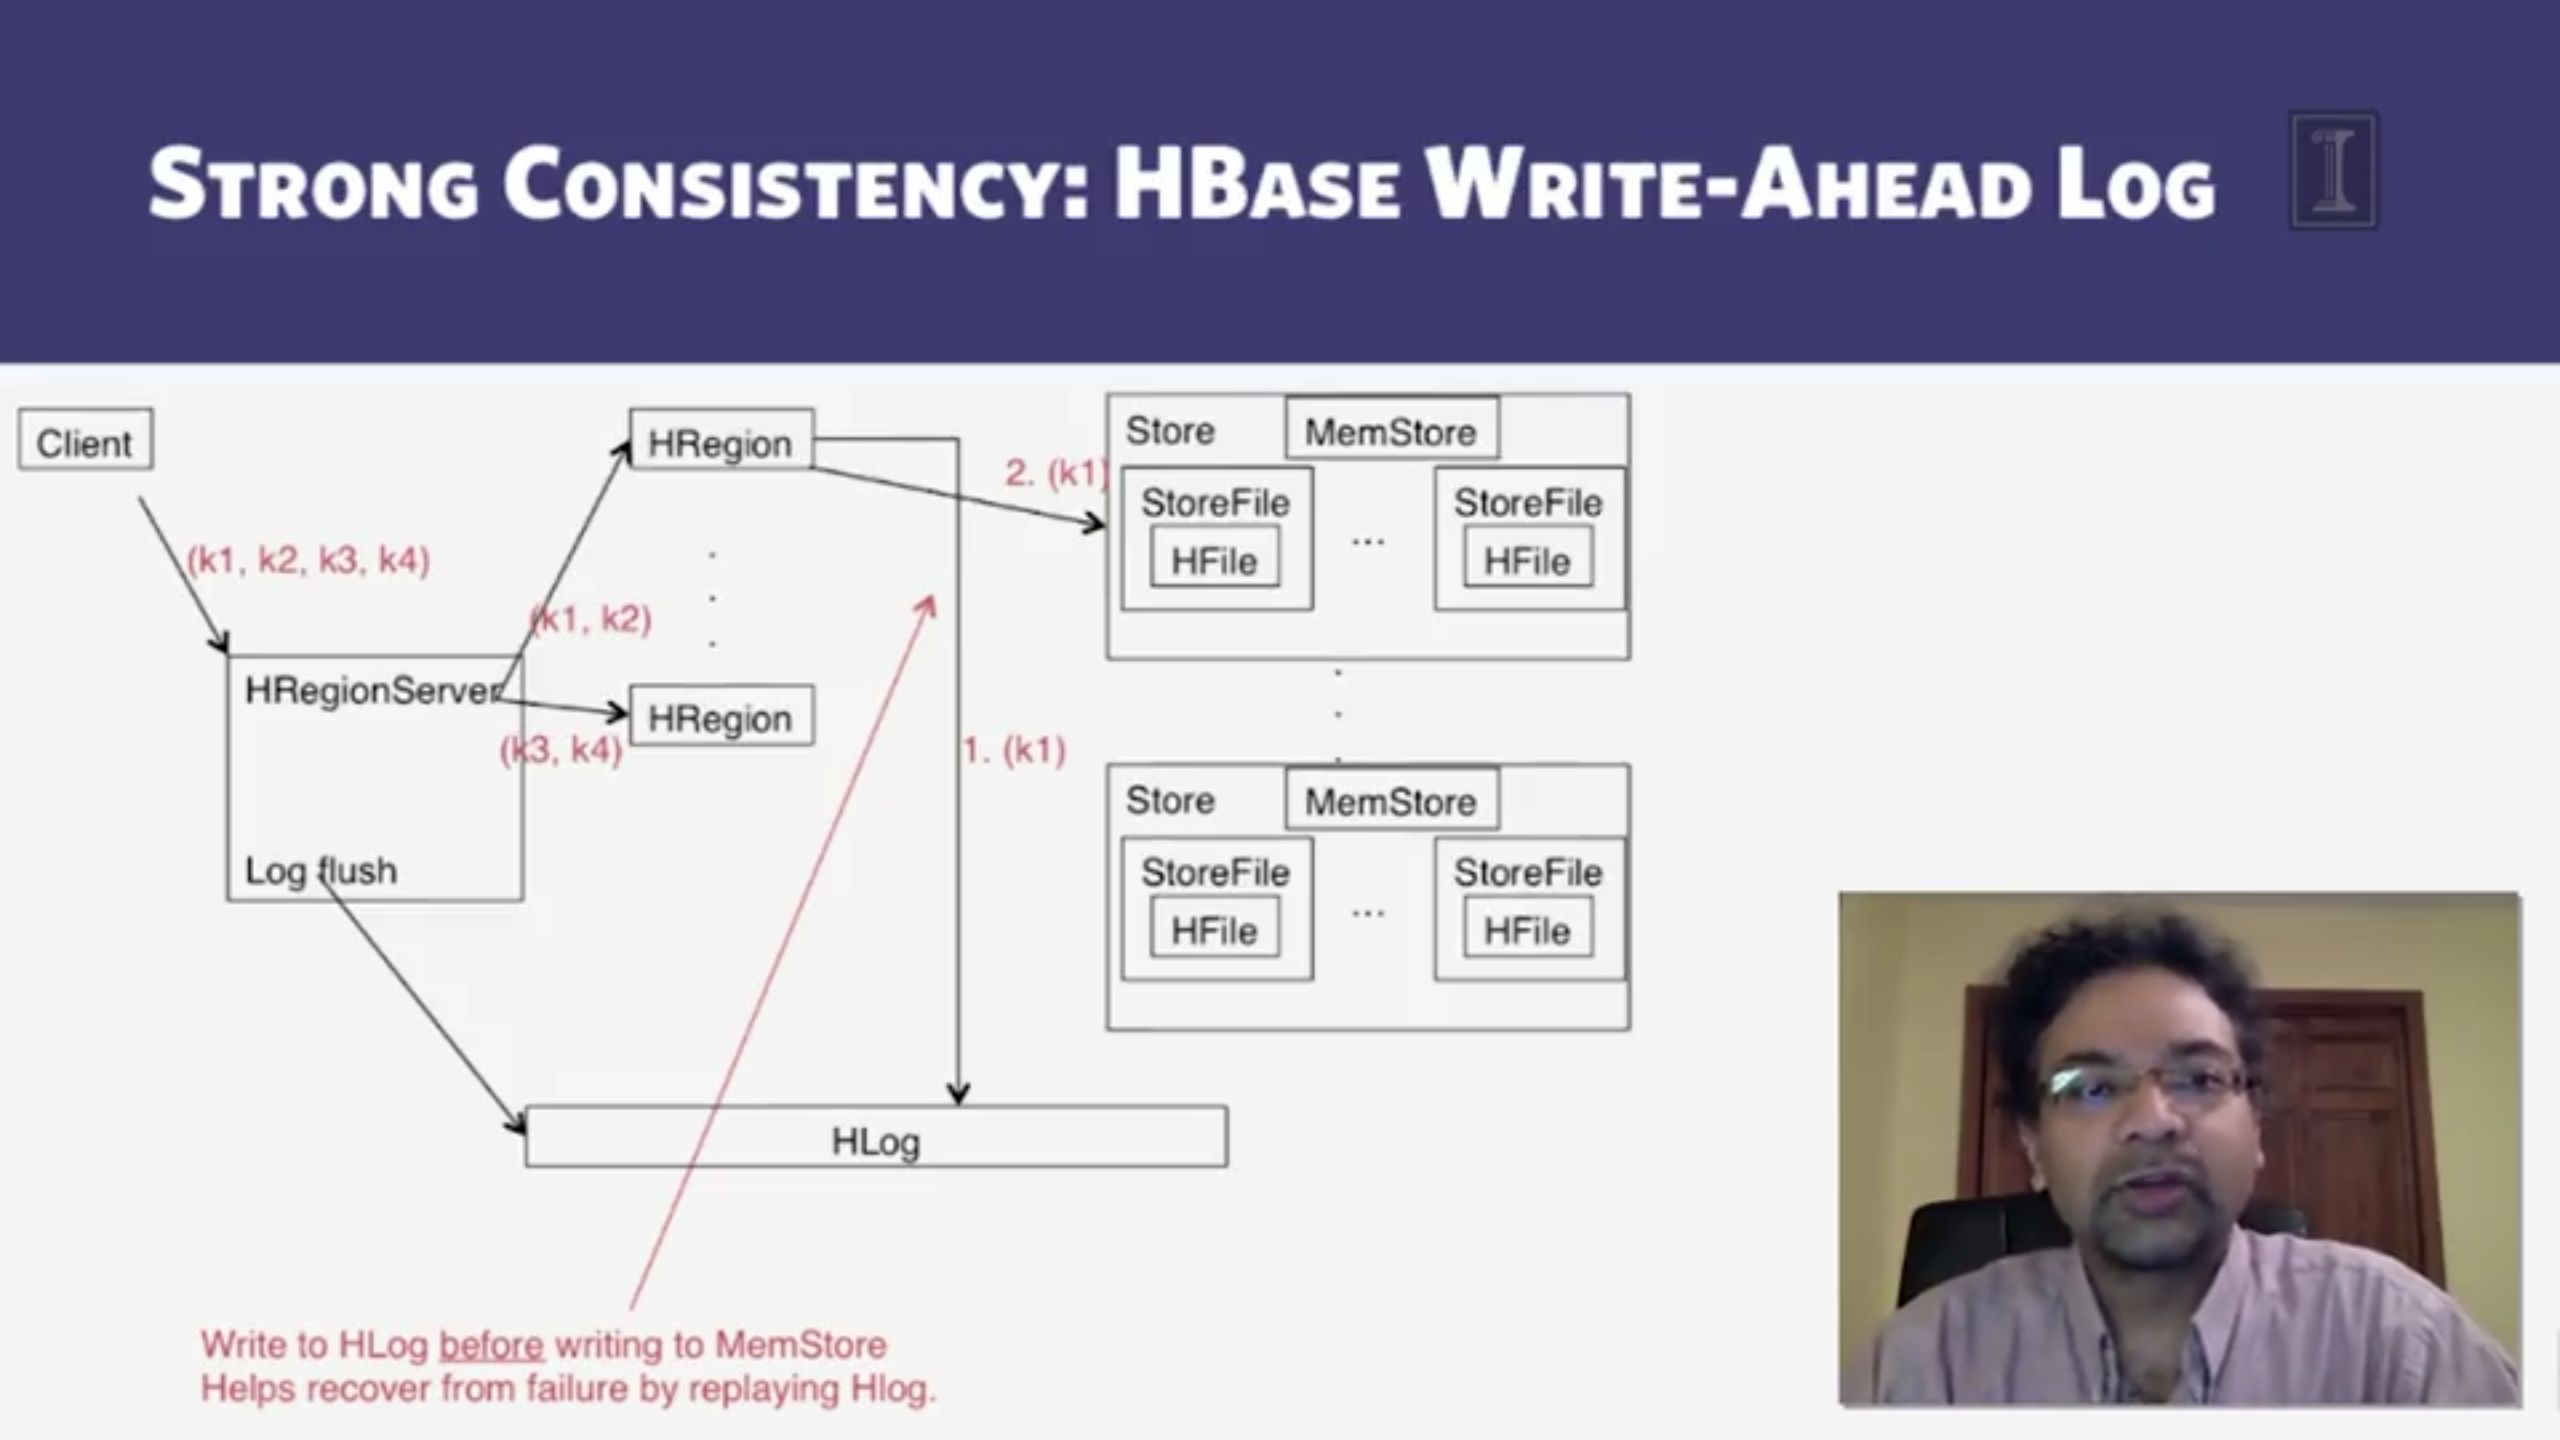 STRONG CONSISTENCY: HBASE WRITE-AHEAD LOG
Client
(k1, k2, k3, k4)
HRegionServer
Log flush
(k1, k2)
(k3, k4)
HRegion
.
.
.
HRegion
2. (k1)
1. (k1)
Store
MemStore
StoreFile
HFile
...
StoreFile
HFile
.
.
.
Store
MemStore
StoreFile
HFile
...
StoreFile
HFile
HLog
Write to HLog before writing to MemStore
Helps recover from failure by replaying Hlog.